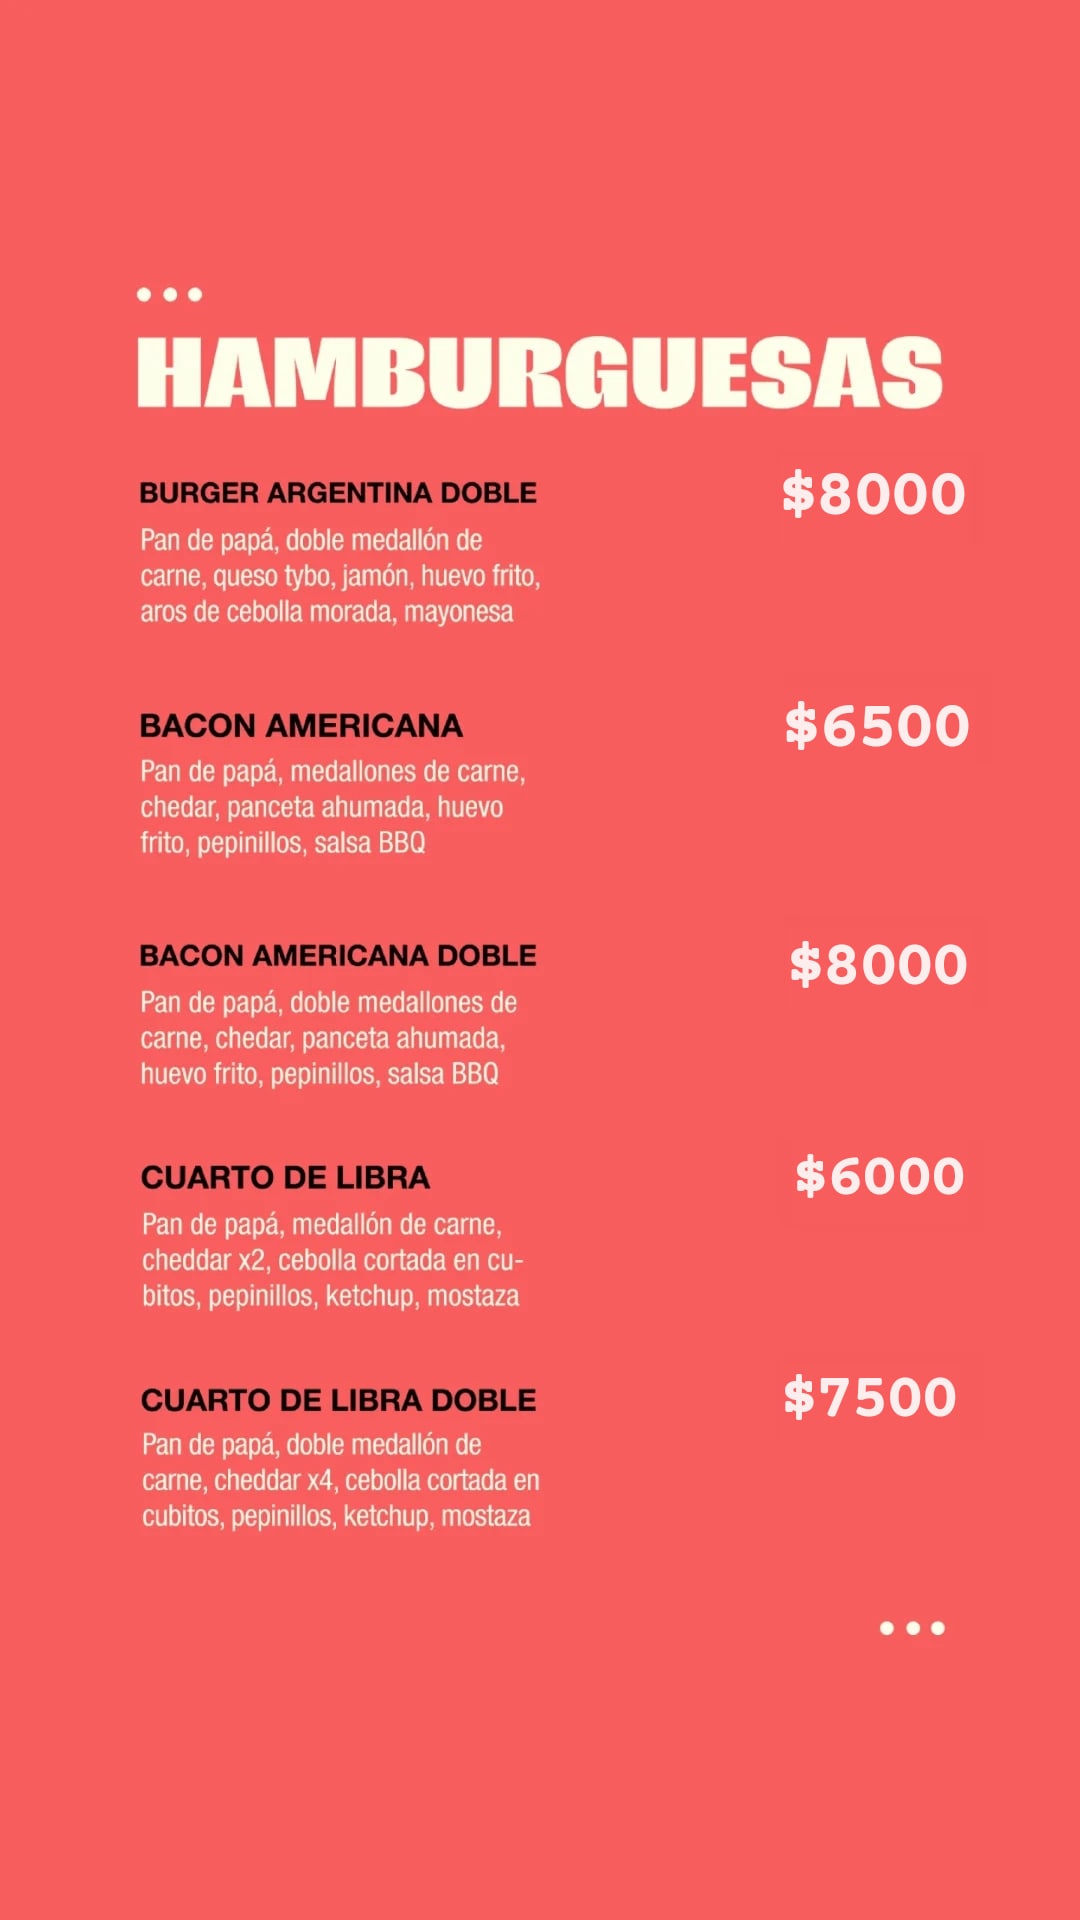 HAMBURGUESAS
BURGER ARGENTINA DOBLE $8000
Pan de papá, doble medallón de
carne, queso tybo, jamón, huevo frito,
aros de cebolla morada, mayonesa
BACON AMERICANA $6500
Pan de papá, medallones de carne,
chedar, panceta ahumada, huevo
frito, pepinillos, salsa BBQ
BACON AMERICANA DOBLE $8000
Pan de papá, doble medallones de
carne, chedar, panceta ahumada,
huevo frito, pepinillos, salsa BBQ
CUARTO DE LIBRA $6000
Pan de papá, medallón de carne,
cheddar x2, cebolla cortada en cu-
bitos, pepinillos, ketchup, mostaza
CUARTO DE LIBRA DOBLE $7500
Pan de papá, doble medallón de
carne, cheddar x4, cebolla cortada en
cubitos, pepinillos, ketchup, mostaza